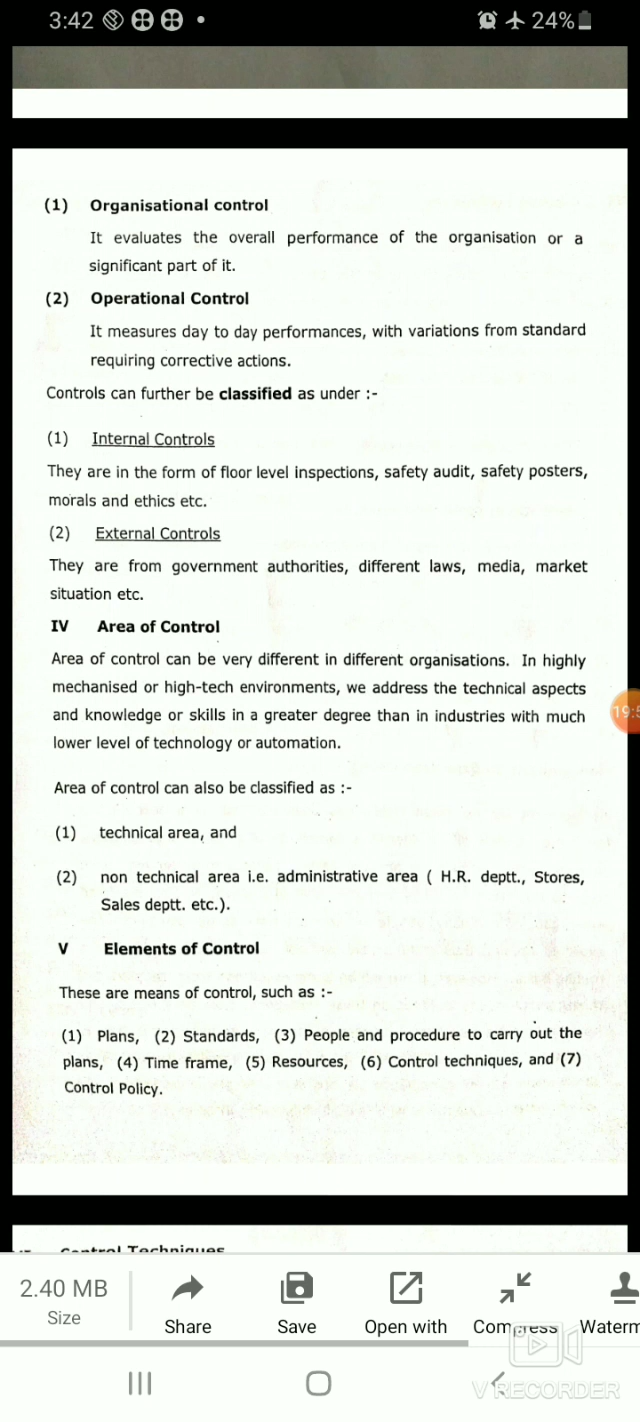 3:42
24%
(1) Organisational control
It evaluates the overall performance of the organisation or a
significant part of it.
(2) Operational Control
It measures day to day performances, with variations from standard
requiring corrective actions.
Controls can further be classified as under :-
(1) Internal Controls
They are in the form of floor level inspections, safety audit, safety posters,
morals and ethics etc.
(2) External Controls
They are from government authorities, different laws, media, market
situation etc.
IV Area of Control
Area of control can be very different in different organisations. In highly
mechanised or high-tech environments, we address the technical aspects
and knowledge or skills in a greater degree than in industries with much
lower level of technology or automation.
Area of control can also be classified as :-
(1) technical area, and
(2) non technical area i.e. administrative area ( H.R. deptt., Stores,
Sales deptt. etc.).
V Elements of Control
These are means of control, such as :-
(1) Plans, (2) Standards, (3) People and procedure to carry out the
plans, (4) Time frame, (5) Resources, (6) Control techniques, and (7)
Control Policy.
Control Techniques
2.40 MB
Size
Share
Save
Open with
Compress
Waterm
V RECORDER